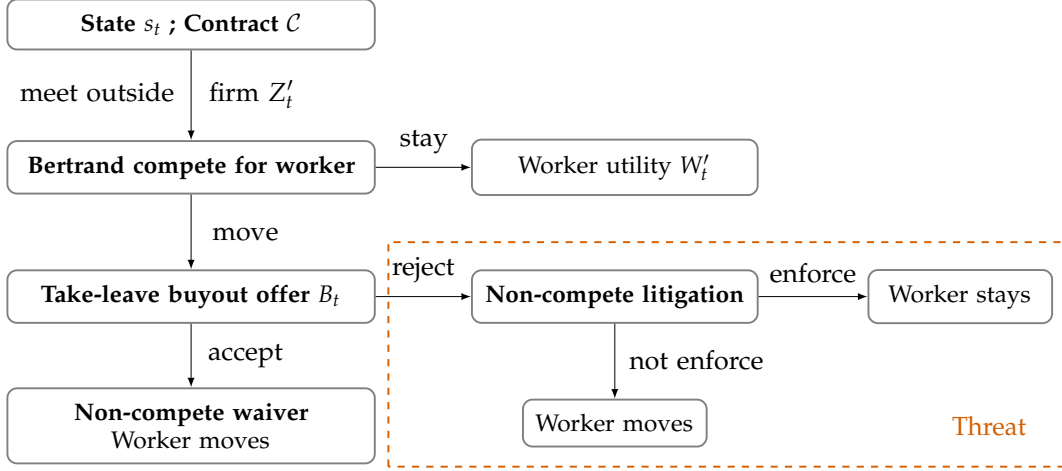 State s_t ; Contract 𝒞
meet outside firm Z′_t
Bertrand compete for worker
stay
Worker utility W′_t
move
Take-leave buyout offer B_t
reject
Non-compete litigation
enforce
Worker stays
accept
not enforce
Non-compete waiver
Worker moves
Worker moves
Threat